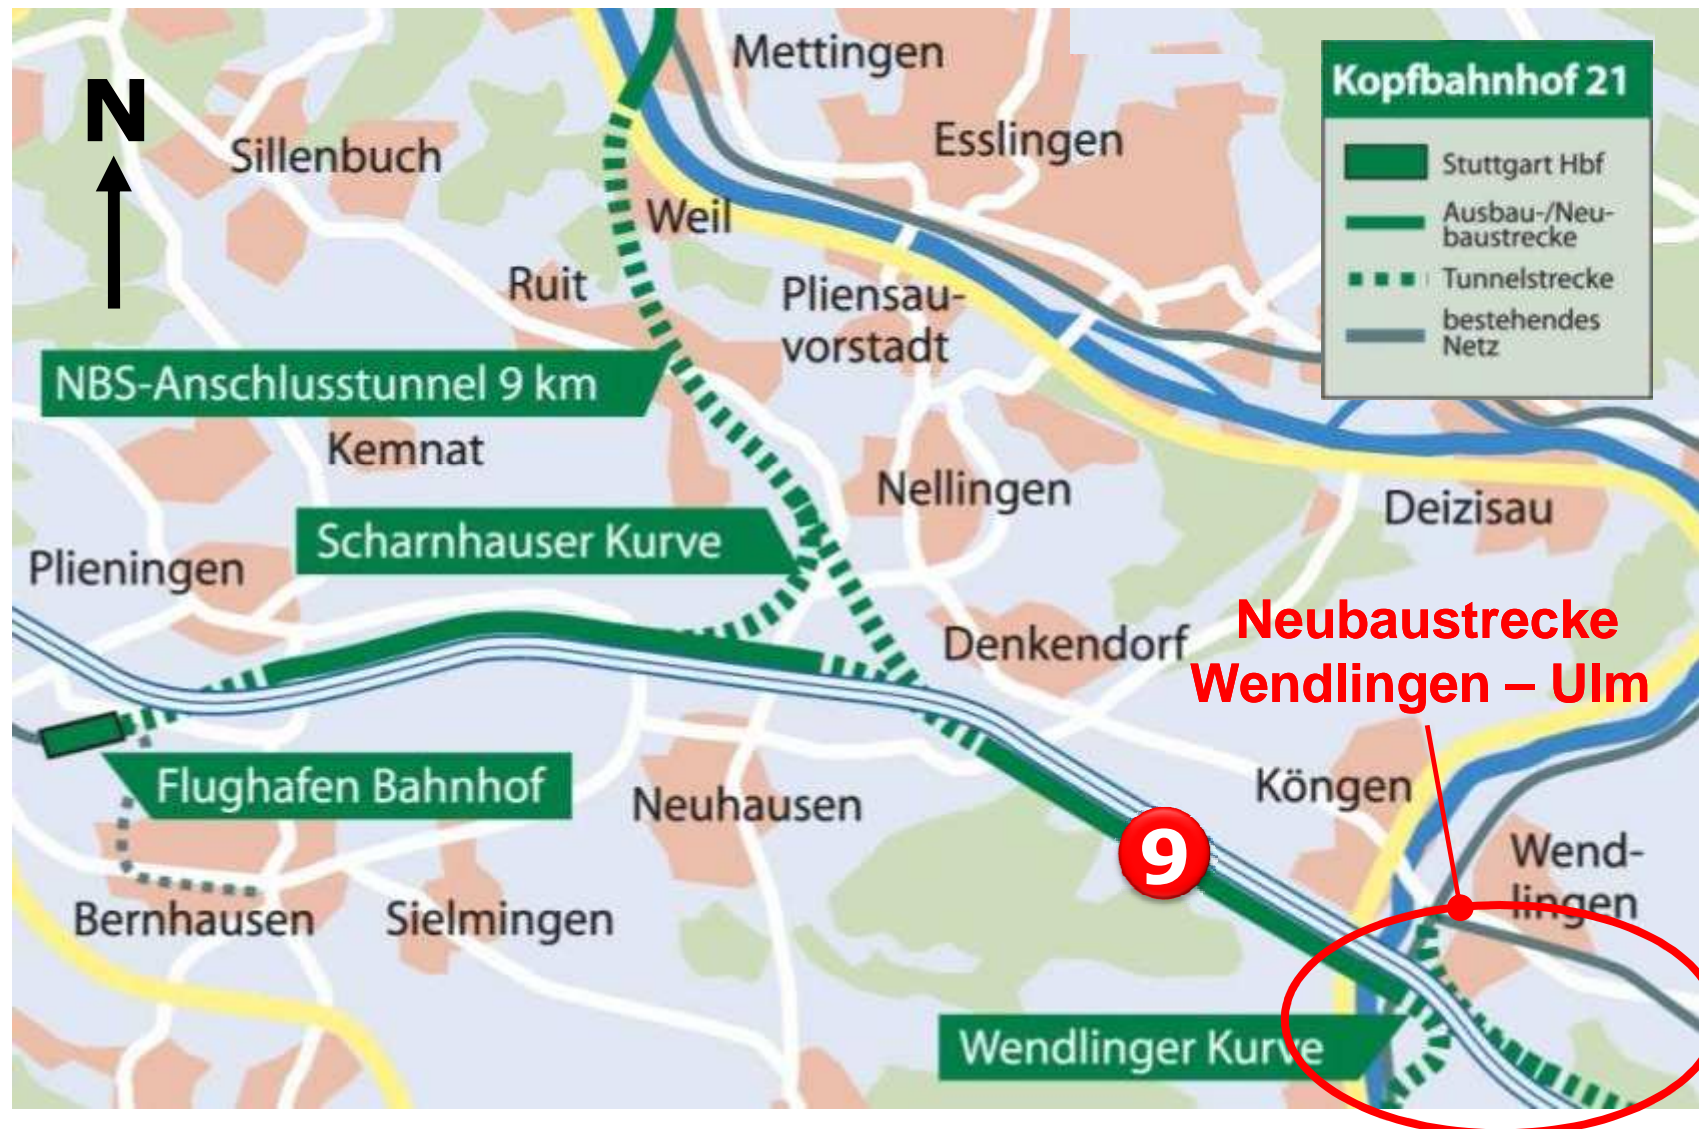 Mettingen
Kopfbahnhof 21
N
Sillenbuch
Esslingen
Stuttgart Hbf
Ausbau-/Neu-
baustrecke
Tunnelstrecke
bestehendes
Netz
Weil
Ruit
Pliensau-
vorstadt
NBS-Anschlusstunnel 9 km
Kemnat
Nellingen
Deizisau
Scharnhauser Kurve
Plieningen
Denkendorf
Neubaustrecke
Wendlingen – Ulm
Flughafen Bahnhof
Neuhausen
Köngen
9
Wend-
lingen
Bernhausen
Sielmingen
Wendlinger Kurve